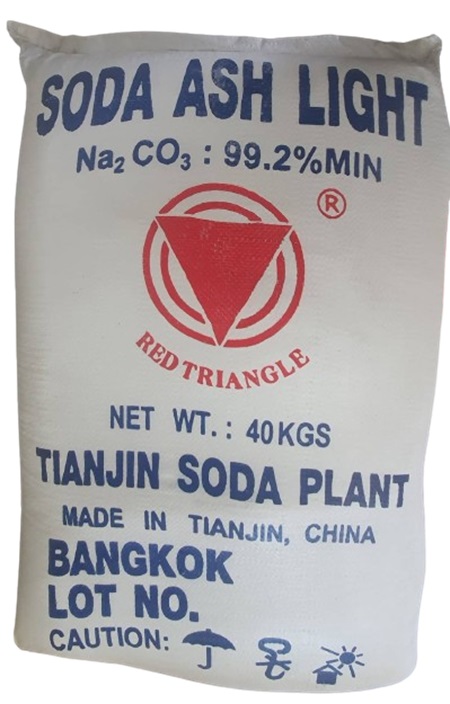 SODA ASH LIGHT
Na₂ CO₃ : 99.2%MIN
®
RED TRIANGLE
NET WT.: 40KGS
TIANJIN SODA PLANT
MADE IN TIANJIN, CHINA
BANGKOK
LOT NO.
CAUTION: